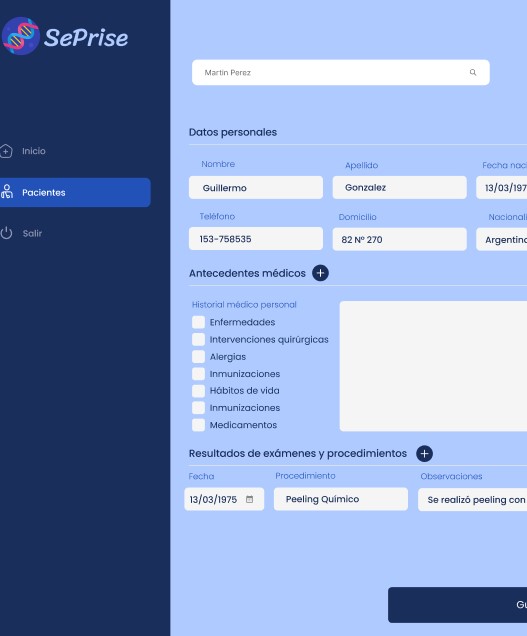 SePrise
Martin Perez
Inicio
Pacientes
Salir
Datos personales
Nombre Apellido Fecha naci
Guillermo Gonzalez 13/03/197
Teléfono Domicilio Nacionali
153-758535 82 Nº 270 Argentino
Antecedentes médicos
Historial médico personal
Enfermedades
Intervenciones quirúrgicas
Alergías
Inmunizaciones
Hábitos de vida
Inmunizaciones
Medicamentos
Resultados de exámenes y procedimientos
Fecha Procedimiento Observaciones
13/03/1975 Peeling Químico Se realizó peeling con
Gu